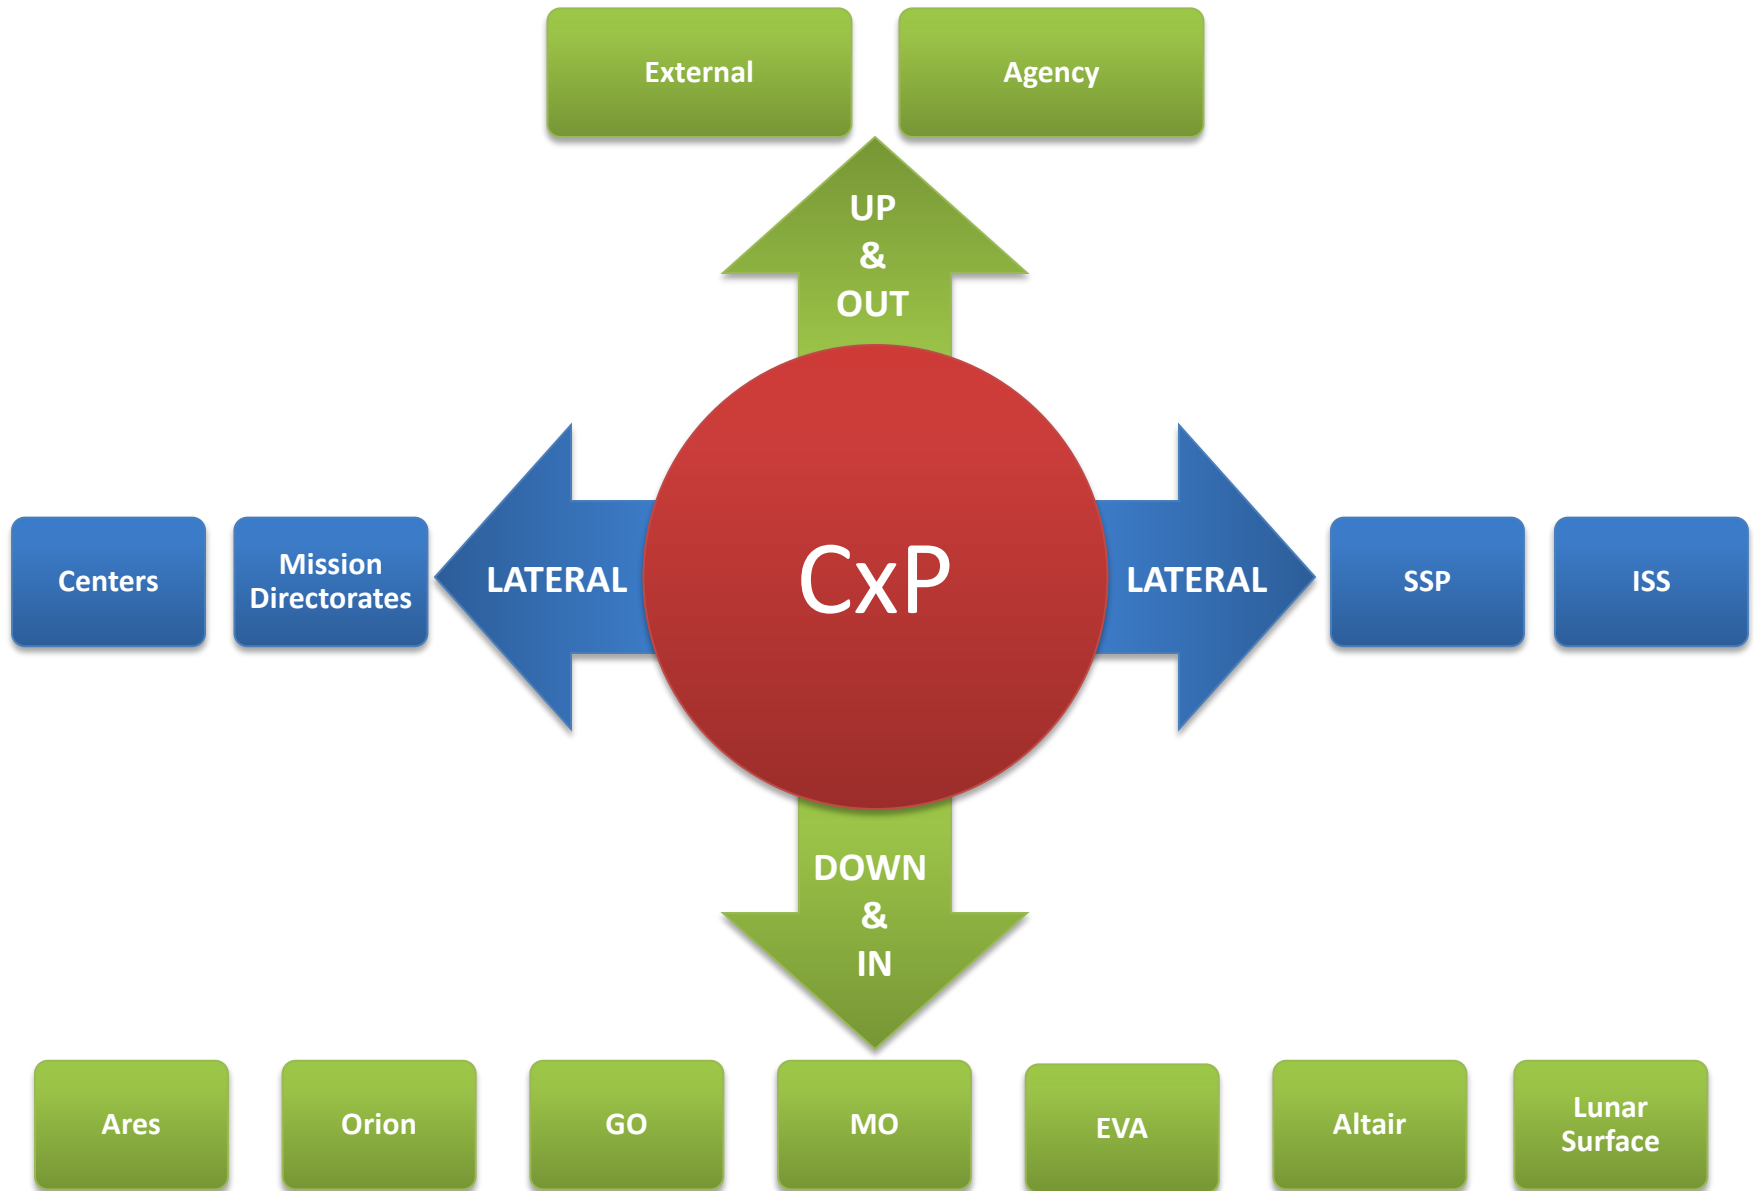 External
Agency
UP
&
OUT
Centers
Mission
Directorates
LATERAL
CxP
LATERAL
SSP
ISS
DOWN
&
IN
Ares
Orion
GO
MO
EVA
Altair
Lunar
Surface